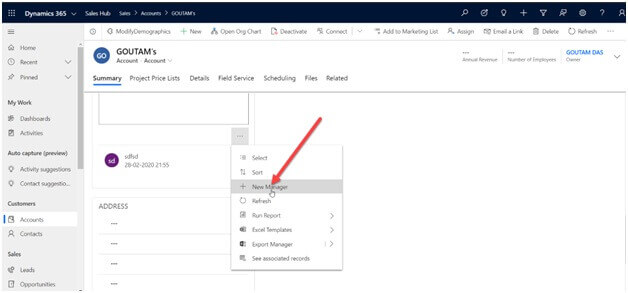 Dynamics 365 Sales Hub Sales > Accounts > GOUTAM's
ModifyDemographics New Open Org Chart Deactivate Connect Add to Marketing List Assign Email a Link Delete Refresh
Home
Recent
Pinned
My Work
Dashboards
Activities
Auto capture (preview)
Activity suggestions
Contact suggestio...
Customers
Accounts
Contacts
Sales
Leads
Opportunities
GO
GOUTAM's
Account · Account
---
Annual Revenue
---
Number of Employees
GOUTAM DAS
Owner
Summary Project Price Lists Details Field Service Scheduling Files Related
...
sd
sdfsd
28-02-2020 21:55
ADDRESS
---
---
---
---
Select
Sort
New Manager
Refresh
Run Report
Excel Templates
Export Manager
See associated records